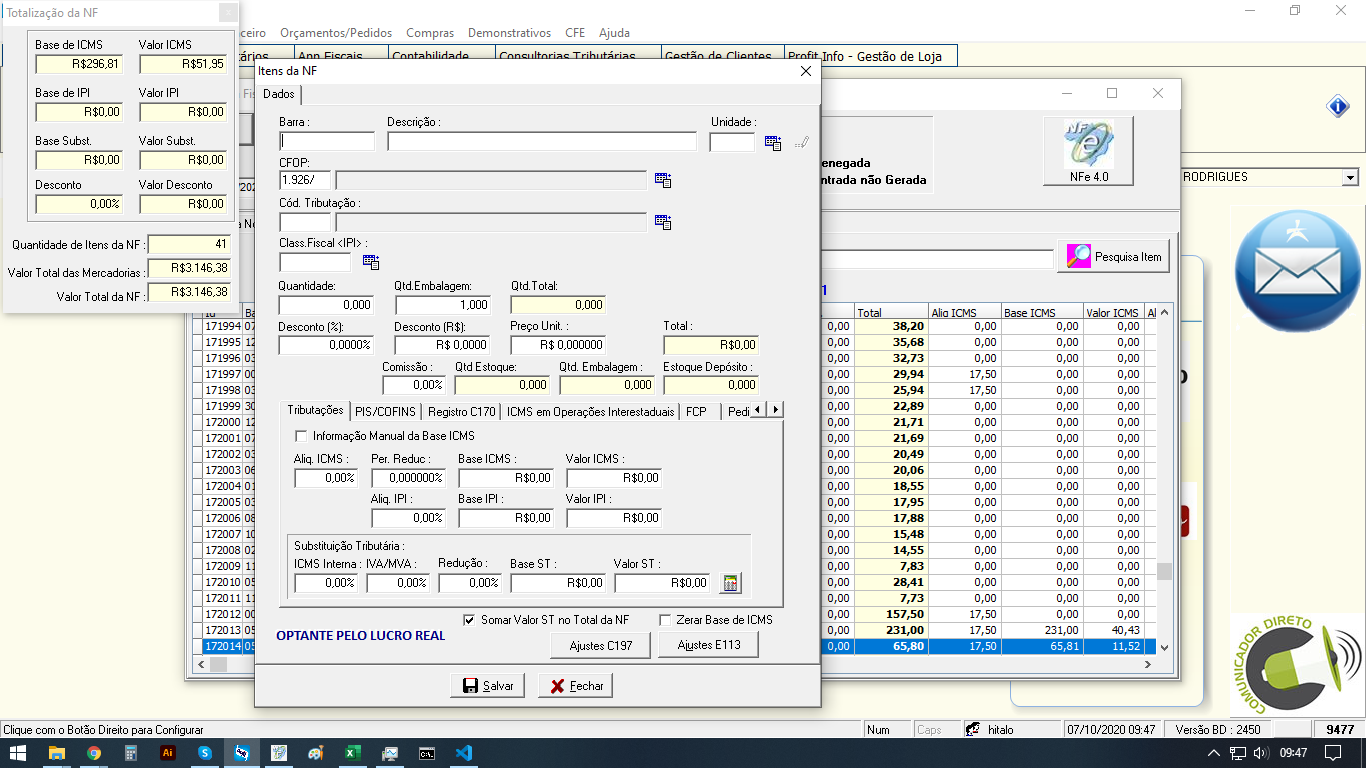 Totalização da NF
Base de ICMS Valor ICMS
R$296,81 R$51,95
Base de IPI Valor IPI
R$0,00 R$0,00
Base Subst. Valor Subst.
R$0,00 R$0,00
Desconto Valor Desconto
0,00% R$0,00
Quantidade de Itens da NF : 41
Valor Total das Mercadorias : R$3.146,38
Valor Total da NF : R$3.146,38
ceiro Orçamentos/Pedidos Compras Demonstrativos CFE Ajuda
tários App Fiscais Contabilidade Consultorias Tributárias Gestão de Clientes Profit Info - Gestão de Loja
Itens da NF
Dados
Barra : Descrição : Unidade :
CFOP:
1.926/
Cód. Tributação :
Class.Fiscal <IPI> :
Quantidade: Qtd.Embalagem: Qtd.Total:
0,000 1,000 0,000
Desconto (%): Desconto (R$): Preço Unit. : Total :
0,0000% R$ 0,0000 R$ 0,000000 R$0,00
Comissão : Qtd Estoque: Qtd. Embalagem : Estoque Depósito :
0,00% 0,000 0,000 0,000
Tributações PIS/COFINS Registro C170 ICMS em Operações Interestaduais FCP Pedi
Informação Manual da Base ICMS
Aliq. ICMS : Per. Reduc : Base ICMS : Valor ICMS :
0,00% 0,000000% R$0,00 R$0,00
Aliq. IPI : Base IPI : Valor IPI :
0,00% R$0,00 R$0,00
Substituição Tributária :
ICMS Interna : IVA/MVA : Redução : Base ST : Valor ST :
0,00% 0,00% 0,00% R$0,00 R$0,00
Somar Valor ST no Total da NF Zerar Base de ICMS
OPTANTE PELO LUCRO REAL
Ajustes C197 Ajustes E113
Salvar Fechar
enegada
ntrada não Gerada
NFe
NFe 4.0
RODRIGUES
Pesquisa Item
1
Total Aliq ICMS Base ICMS Valor ICMS Al
171994 07 0,00 38,20 0,00 0,00 0,00
171995 12 0,00 35,68 0,00 0,00 0,00
171996 03 0,00 32,73 0,00 0,00 0,00
171997 00 0,00 29,94 17,50 0,00 0,00
171998 03 0,00 25,94 17,50 0,00 0,00
171999 30 0,00 22,89 0,00 0,00 0,00
172000 12 0,00 21,71 0,00 0,00 0,00
172001 07 0,00 21,69 0,00 0,00 0,00
172002 03 0,00 20,49 0,00 0,00 0,00
172003 06 0,00 20,06 0,00 0,00 0,00
172004 01 0,00 18,55 0,00 0,00 0,00
172005 03 0,00 17,95 0,00 0,00 0,00
172006 08 0,00 17,88 0,00 0,00 0,00
172007 10 0,00 15,48 0,00 0,00 0,00
172008 02 0,00 14,55 0,00 0,00 0,00
172009 11 0,00 7,83 0,00 0,00 0,00
172010 05 0,00 28,41 0,00 0,00 0,00
172011 11 0,00 7,73 0,00 0,00 0,00
172012 00 0,00 157,50 17,50 0,00 0,00
172013 05 0,00 231,00 17,50 231,00 40,43
172014 05 0,00 65,80 17,50 65,81 11,52
COMUNICADOR DIRETO
Clique com o Botão Direito para Configurar Num Caps hitalo 07/10/2020 09:47 Versão BD : 2450 9477
09:47